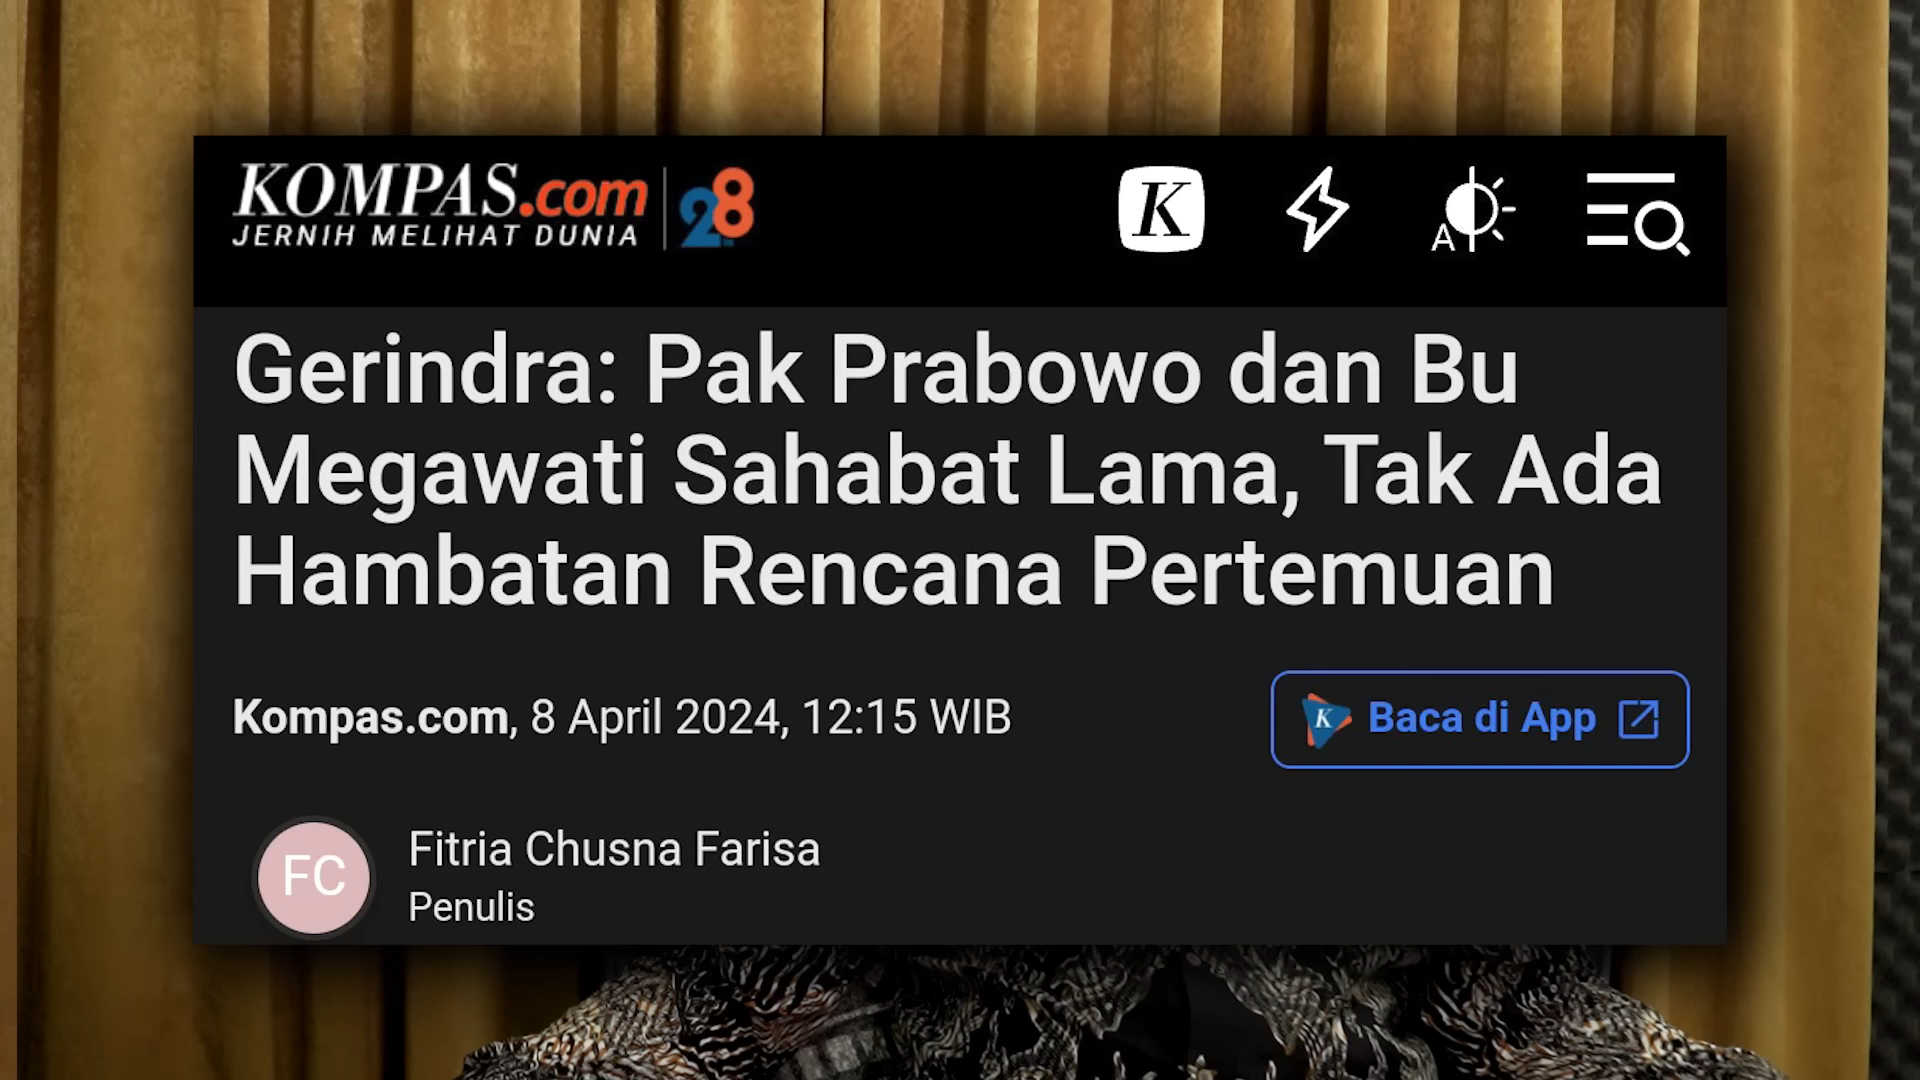 KOMPAS.com 28
JERNIH MELIHAT DUNIA
K
A
Gerindra: Pak Prabowo dan Bu
Megawati Sahabat Lama, Tak Ada
Hambatan Rencana Pertemuan
Kompas.com, 8 April 2024, 12:15 WIB
K Baca di App
FC
Fitria Chusna Farisa
Penulis